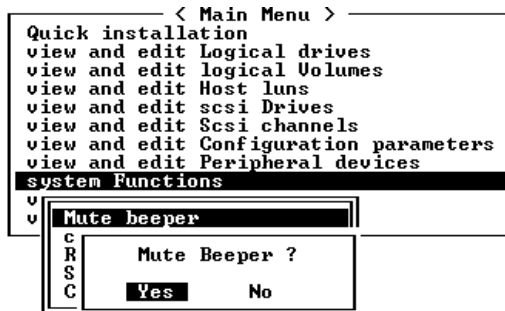 < Main Menu >
Quick installation
view and edit Logical drives
view and edit logical Volumes
view and edit Host luns
view and edit scsi Drives
view and edit Scsi channels
view and edit Configuration parameters
view and edit Peripheral devices
system Functions
v
v
Mute beeper
c
R
S
C
Mute Beeper ?
Yes No